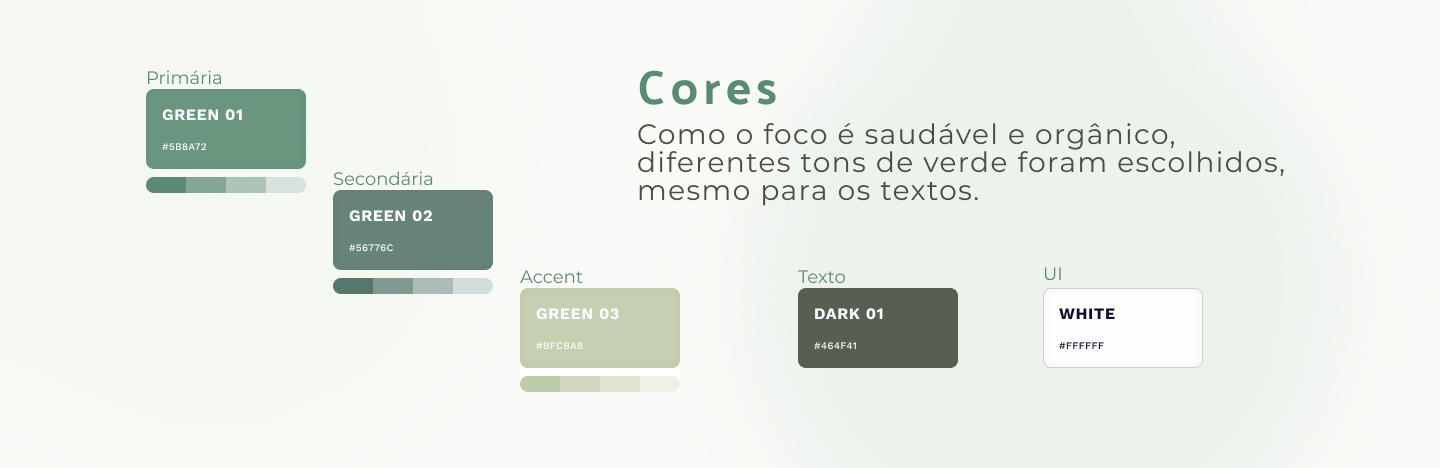 Primária
GREEN 01
#5B8A72
Secondária
GREEN 02
#56776C
Accent
GREEN 03
#BFCBA8
Cores
Como o foco é saudável e orgânico,
diferentes tons de verde foram escolhidos,
mesmo para os textos.
Texto
DARK 01
#464F41
UI
WHITE
#FFFFFF